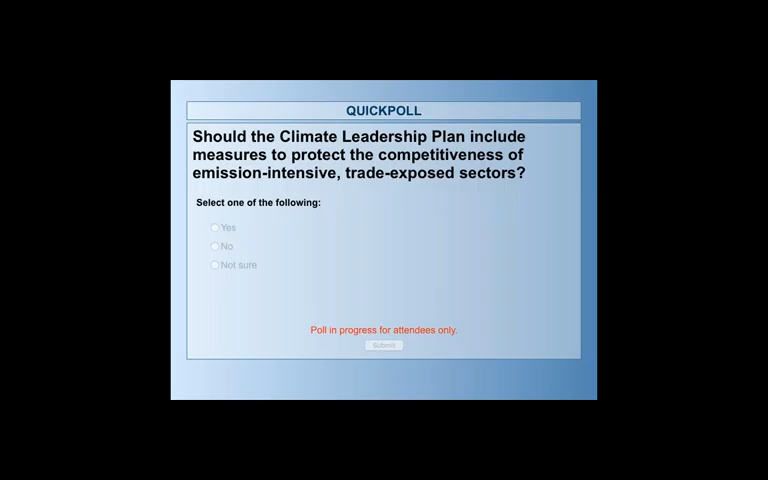 QUICKPOLL
Should the Climate Leadership Plan include
measures to protect the competitiveness of
emission-intensive, trade-exposed sectors?
Select one of the following:
Yes
No
Not sure
Poll in progress for attendees only.
Submit